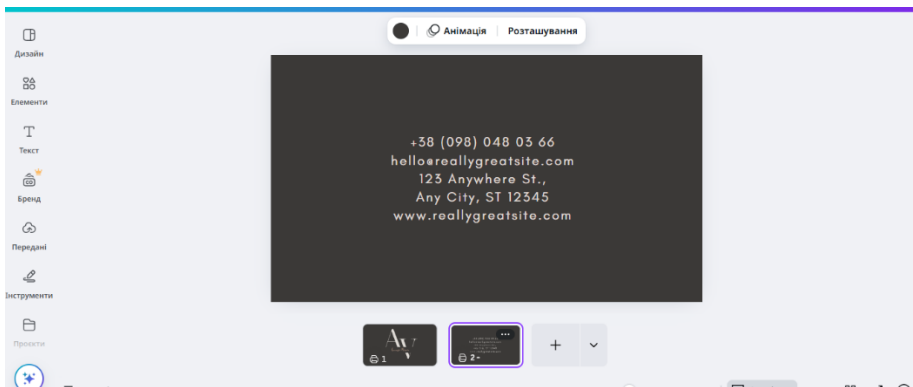 Анімація
Розташування
Дизайн
Елементи
Текст
Бренд
Передані
Інструменти
Проєкти
+38 (098) 048 03 66
hello@reallygreatsite.com
123 Anywhere St.,
Any City, ST 12345
www.reallygreatsite.com
1
2